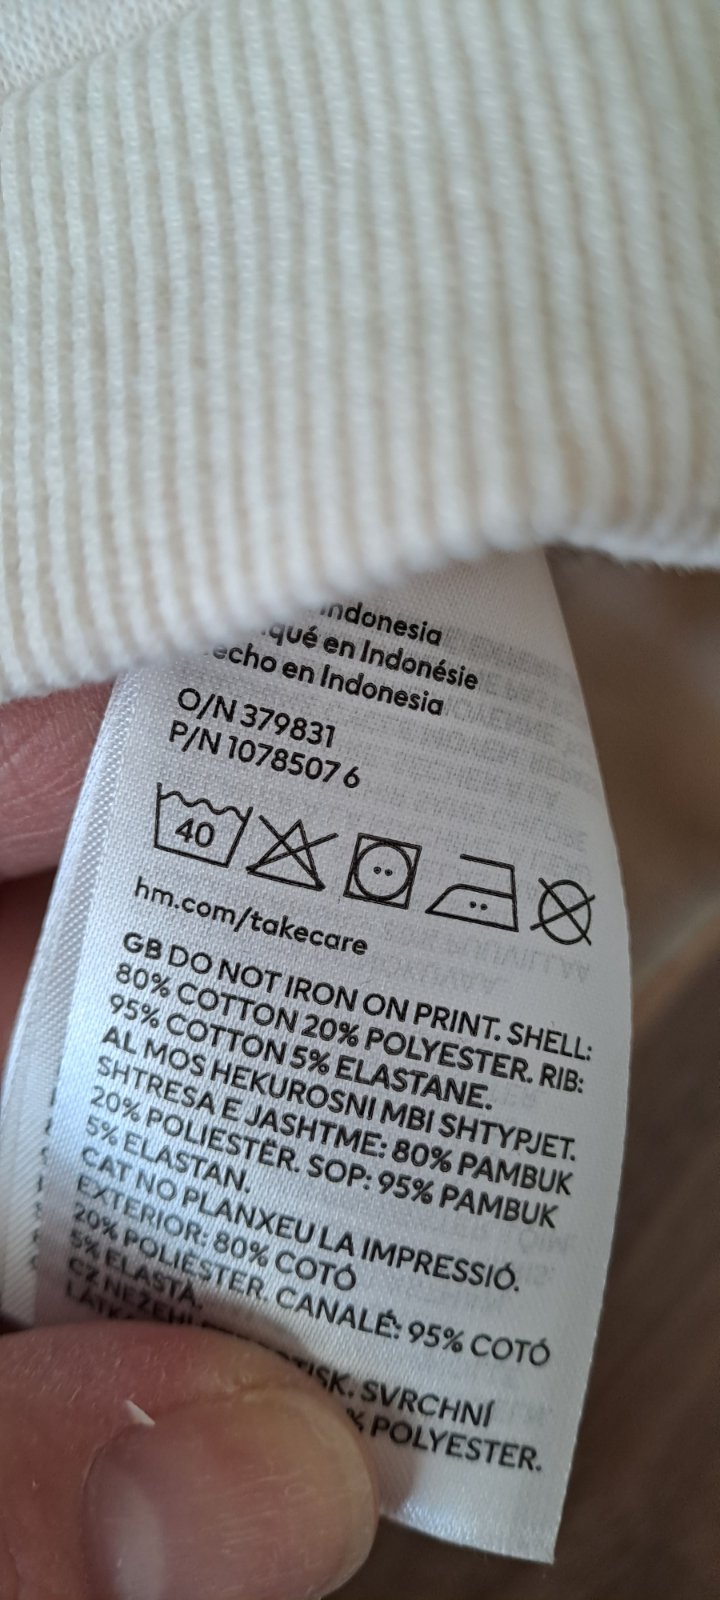 Indonesia
qué en Indonésie
echo en Indonesia
O/N 379831
P/N 10785076
40
hm.com/takecare
GB DO NOT IRON ON PRINT. SHELL:
80% COTTON 20% POLYESTER. RIB:
95% COTTON 5% ELASTANE.
AL MOS HEKUROSNI MBI SHTYPJET.
SHTRESA E JASHTME: 80% PAMBUK
20% POLIESTËR. SOP: 95% PAMBUK
5% ELASTAN.
CAT NO PLANXEU LA IMPRESSIÓ.
EXTERIOR: 80% COTÓ
20% POLIÈSTER. CANALÉ: 95% COTÓ
5% ELASTÀ.
CZ NEŽEHL TISK. SVRCHNÍ
LÁTK % POLYESTER.